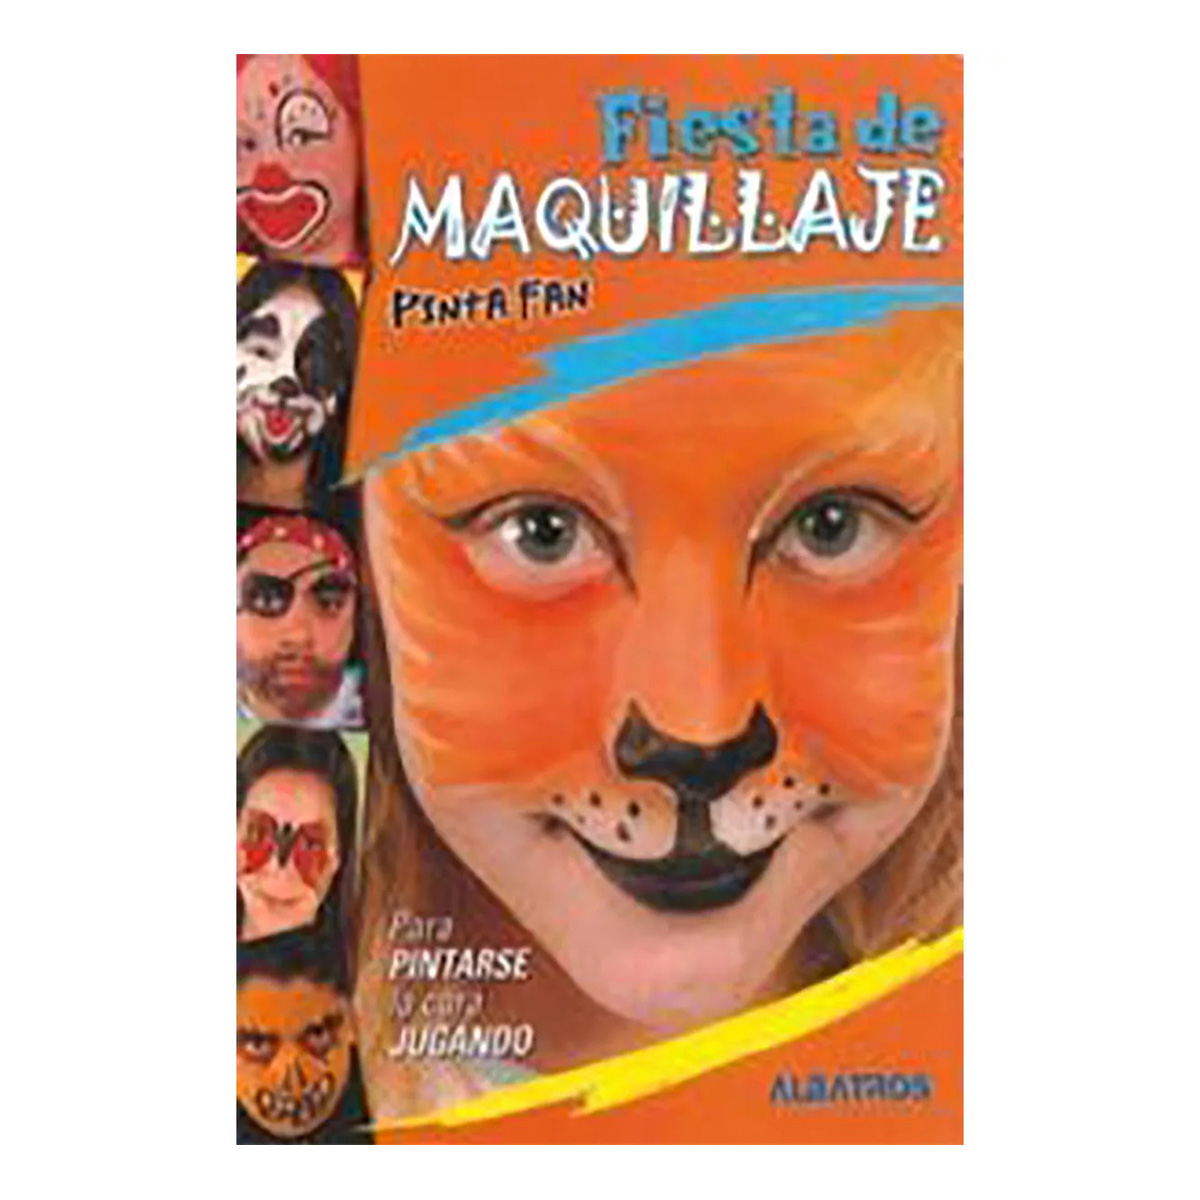 Fiesta de
MAQUILLAJE
PINTA FAN
Para
PINTARSE
la cara
JUGANDO
ALBATROS